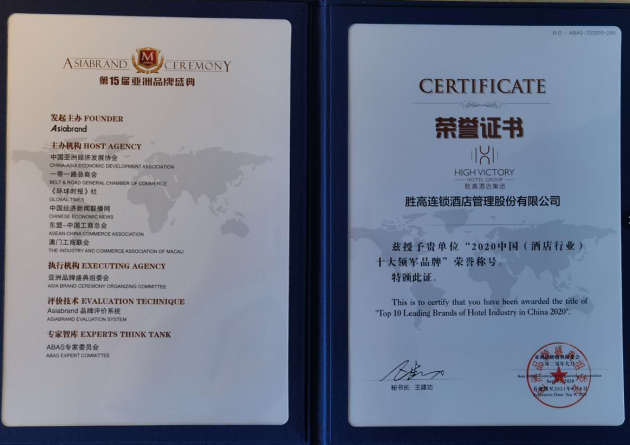 ASIABRAND CEREMONY
第15届亚洲品牌盛典
发起主办 FOUNDER
Asiabrand
主办机构 HOST AGENCY
中国亚洲经济发展协会
CHINA-ASIA ECONOMIC DEVELOPMENT ASSOCIATION
一带一路总商会
BELT & ROAD GENERAL CHAMBER OF COMMERCE
《环球时报》社
GLOBAL TIMES
中国经济新闻联播网
CHINESE ECONOMIC NEWS
东盟-中国工商总会
ASEAN-CHINA COMMERCE ASSOCIATION
澳门工商联会
THE INDUSTRY AND COMMERCE ASSOCIATION OF MACAU
执行机构 EXECUTING AGENCY
亚洲品牌盛典组委会
ASIA BRAND CEREMONY ORGANIZING COMMITTEE
评价技术 EVALUATION TECHNIQUE
Asiabrand 品牌评价系统
ASIABRAND EVALUATION SYSTEM
专家智库 EXPERTS THINK TANK
ABAS专家委员会
ABAS EXPERT COMMITTEE
CERTIFICATE
荣誉证书
HIGH VICTORY
HOTEL GROUP
胜高酒店集团
胜高连锁酒店管理股份有限公司
兹授予贵单位“2020中国（酒店行业）
十大领军品牌”荣誉称号。
特颁此证。
This is to certify that you have been awarded the title of
"Top 10 Leading Brands of Hotel Industry in China 2020".
秘书长 王建功